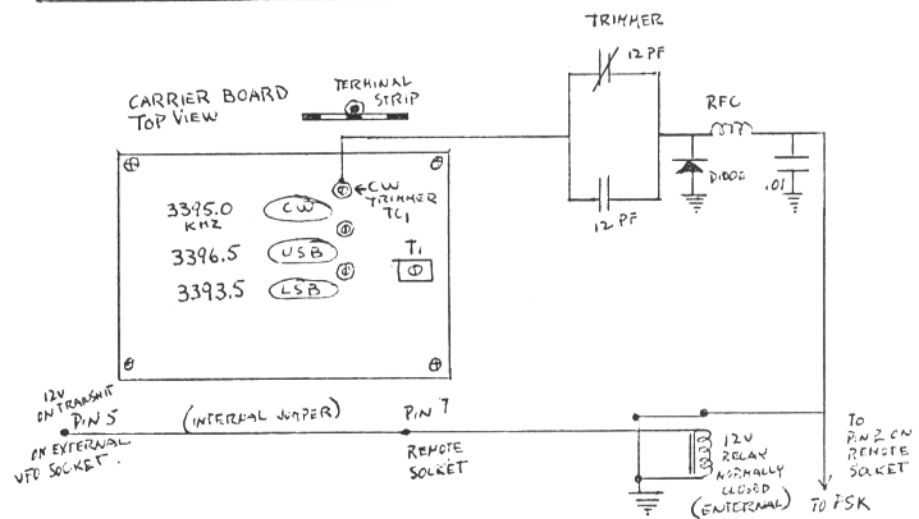 TRIMMER
12 PF
TERMINAL
STRIP
CARRIER BOARD
TOP VIEW
RFC
DIODE
.01
12 PF
←CW
TRIMMER
TC1
3395.0
KHZ
CW
3396.5
USB
T1
3393.5
LSB
12V
ON TRANSMIT
PIN 5
(INTERNAL JUMPER)
PIN 7
ON EXTERNAL
VFO SOCKET.
REMOTE
SOCKET
12V
RELAY
NORMALLY
CLOSED
(EXTERNAL)
TO
PIN 2 ON
REMOTE
SOCKET
TO FSK